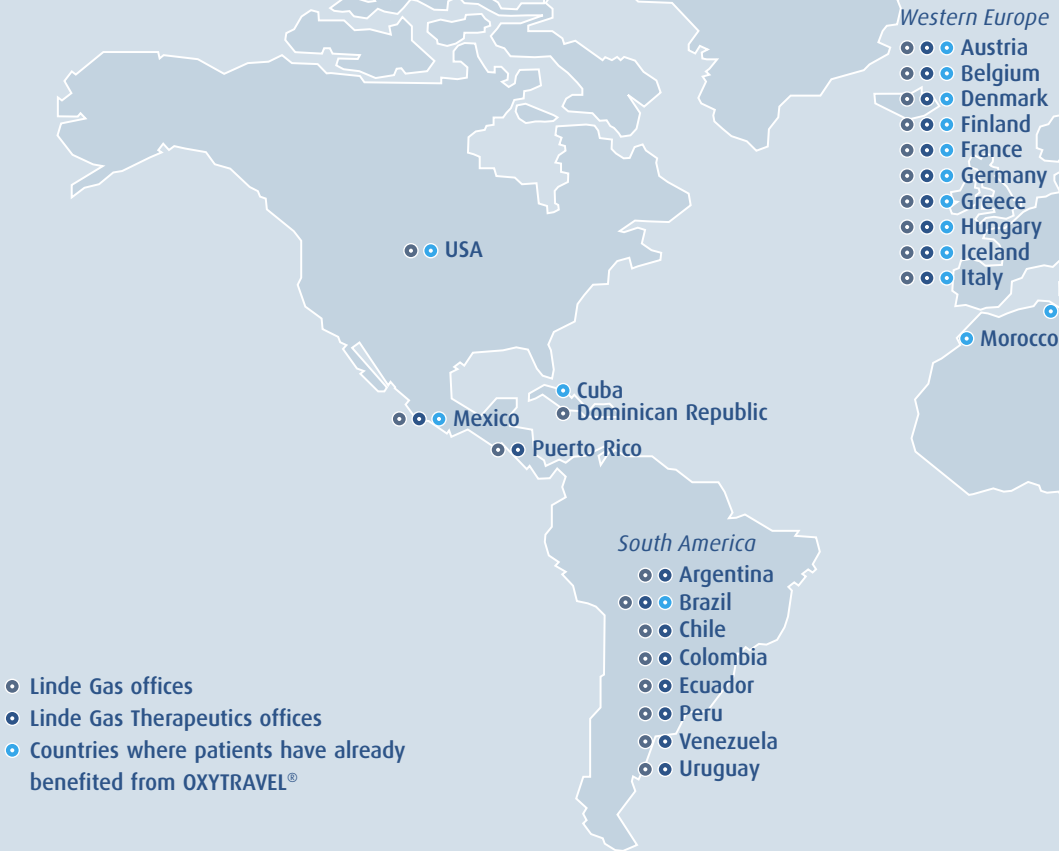 Western Europe
Austria
Belgium
Denmark
Finland
France
Germany
Greece
Hungary
Iceland
Italy
USA
Morocco
Cuba
Dominican Republic
Mexico
Puerto Rico
South America
Argentina
Brazil
Chile
Colombia
Ecuador
Peru
Venezuela
Uruguay
Linde Gas offices
Linde Gas Therapeutics offices
Countries where patients have already
benefited from OXYTRAVEL®